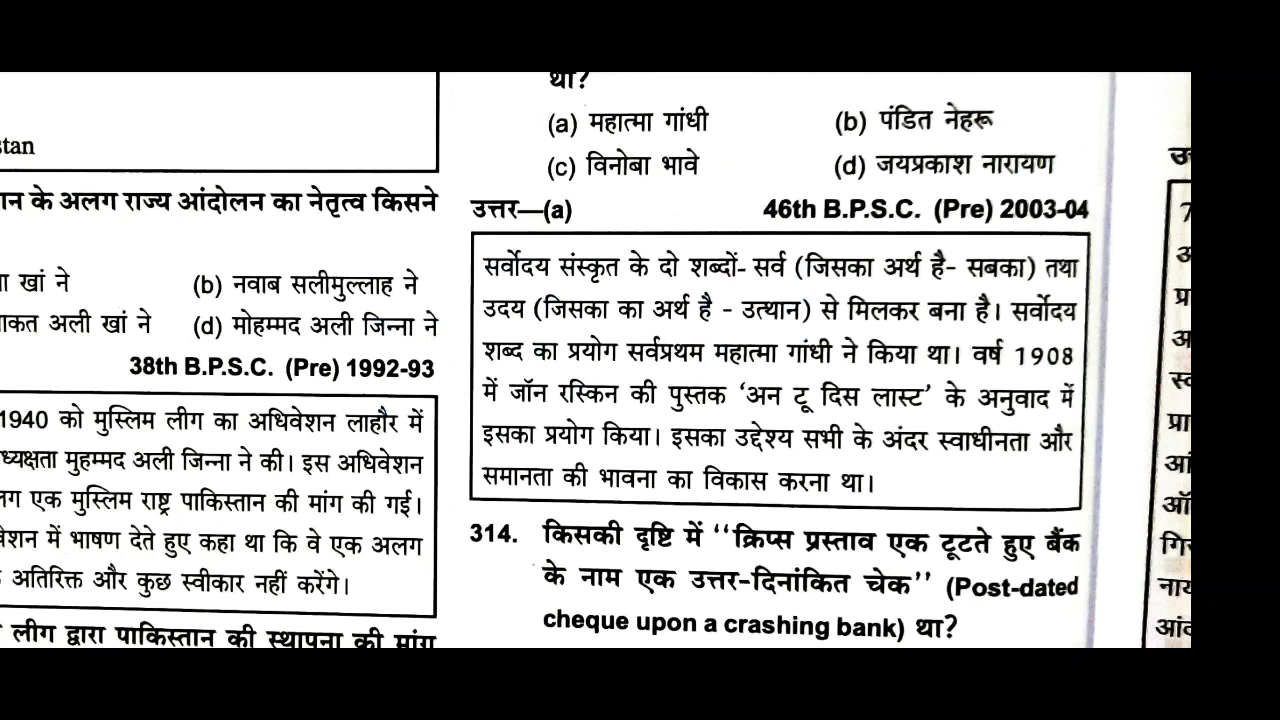 stan
के अलग राज्य आंदोलन का नेतृत्व किसने
खां ने (b) नवाब सलीमुल्लाह ने
अली खां ने (d) मोहम्मद अली जिन्ना ने
38th B.P.S.C. (Pre) 1992-93
1940 को मुस्लिम लीग का अधिवेशन लाहौर में
मुहम्मद अली जिन्ना ने की। इस अधिवेशन
एक मुस्लिम राष्ट्र पाकिस्तान की मांग की गई।
में भाषण देते हुए कहा था कि वे एक अलग
अतिरिक्त और कुछ स्वीकार नहीं करेंगे।
लीग द्वारा पाकिस्तान की स्थापना की मांग
था?
(a) महात्मा गांधी (b) पंडित नेहरू
(c) विनोबा भावे (d) जयप्रकाश नारायण
उत्तर—(a) 46th B.P.S.C. (Pre) 2003-04
सर्वोदय संस्कृत के दो शब्दों- सर्व (जिसका अर्थ है- सबका) तथा
उदय (जिसका का अर्थ है - उत्थान) से मिलकर बना है। सर्वोदय
शब्द का प्रयोग सर्वप्रथम महात्मा गांधी ने किया था। वर्ष 1908
में जॉन रस्किन की पुस्तक ‘अन टू दिस लास्ट’ के अनुवाद में
इसका प्रयोग किया। इसका उद्देश्य सभी के अंदर स्वाधीनता और
समानता की भावना का विकास करना था।
314. किसकी दृष्टि में ‘‘क्रिप्स प्रस्ताव एक टूटते हुए बैंक
के नाम एक उत्तर-दिनांकित चेक’’ (Post-dated
cheque upon a crashing bank) था?